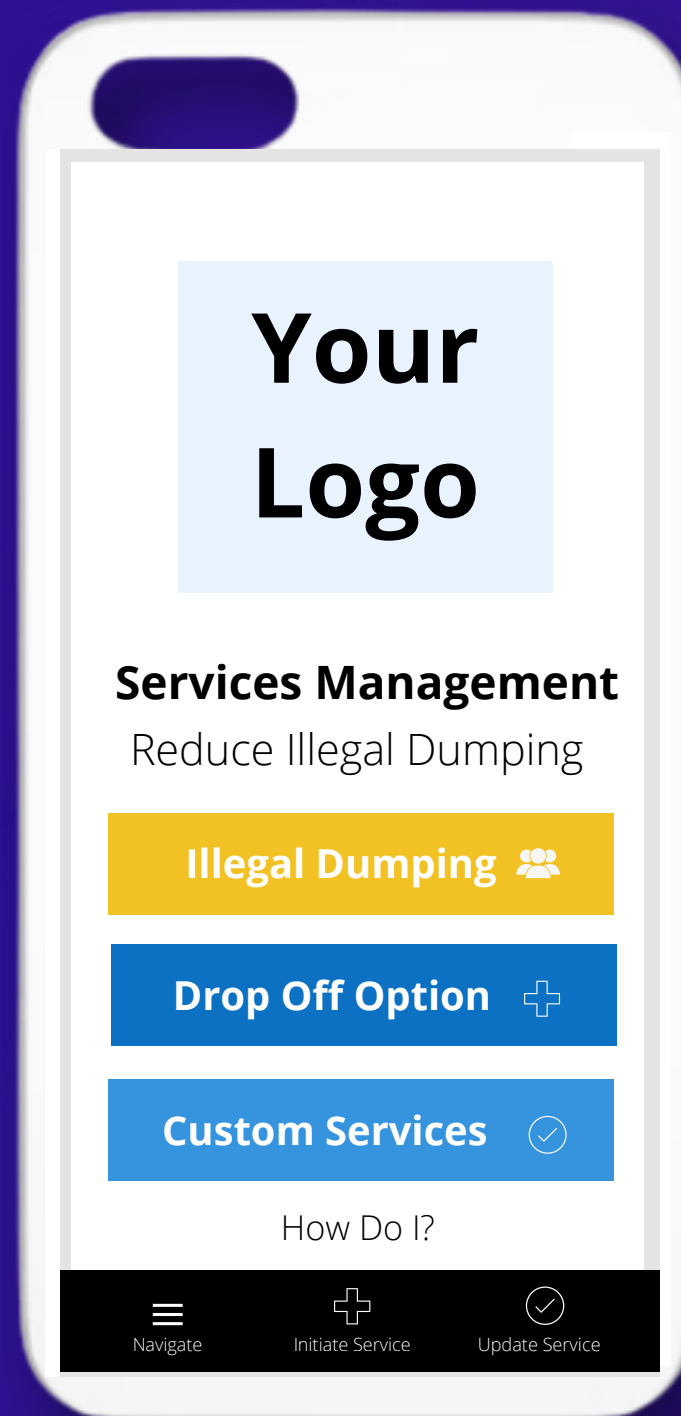 Your
Logo
Services Management
Reduce Illegal Dumping
Illegal Dumping
Drop Off Option
Custom Services
How Do I?
Navigate Initiate Service Update Service